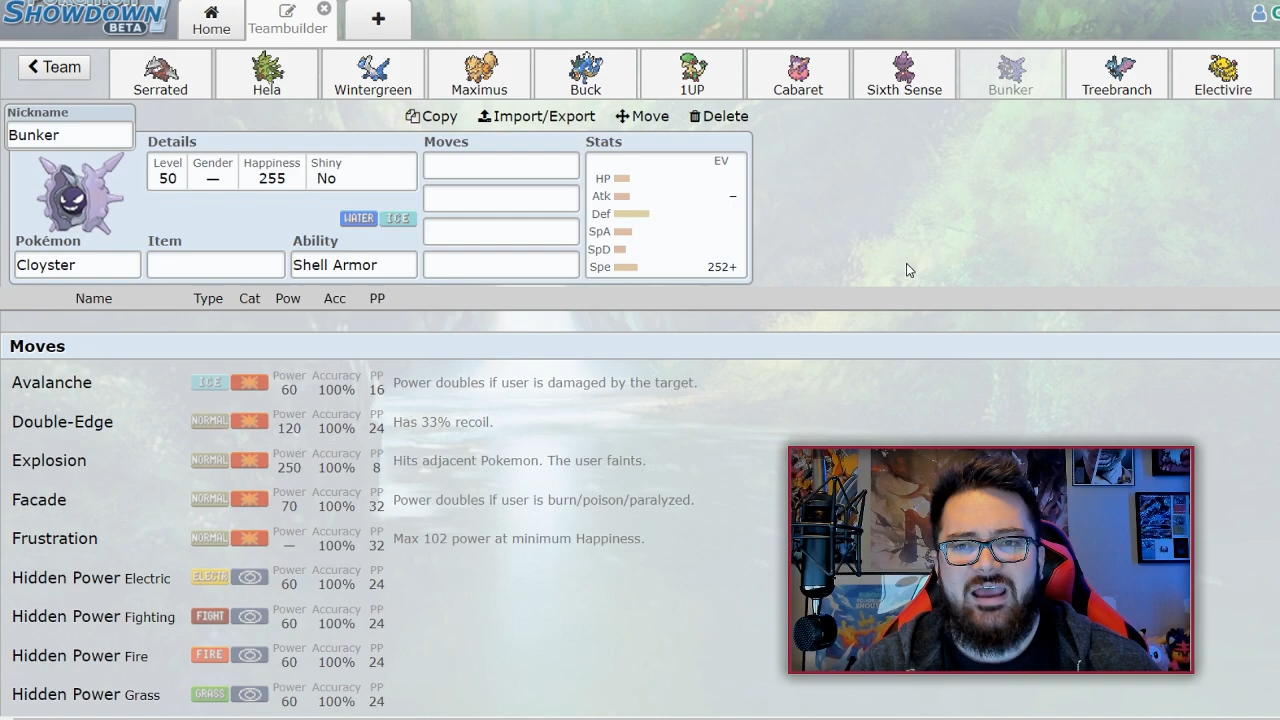 SHOWDOWN
BETA
Home
Teambuilder
+
Team
Serrated
Hela
Wintergreen
Maximus
Buck
1UP
Cabaret
Sixth Sense
Bunker
Treebranch
Electivire
Nickname
Bunker
Copy
Import/Export
Move
Delete
Details
Moves
Stats
Level
Gender
Happiness
Shiny
50
—
255
No
EV
HP
Atk –
Def
SpA
SpD
Spe 252+
WATER ICE
Pokémon
Item
Ability
Cloyster
Shell Armor
Name Type Cat Pow Acc PP
Moves
Avalanche ICE Power 60 Accuracy 100% PP 16 Power doubles if user is damaged by the target.
Double-Edge NORMAL Power 120 Accuracy 100% PP 24 Has 33% recoil.
Explosion NORMAL Power 250 Accuracy 100% PP 8 Hits adjacent Pokemon. The user faints.
Facade NORMAL Power 70 Accuracy 100% PP 32 Power doubles if user is burn/poison/paralyzed.
Frustration NORMAL Power — Accuracy 100% PP 32 Max 102 power at minimum Happiness.
Hidden Power Electric ELECTR Power 60 Accuracy 100% PP 24
Hidden Power Fighting FIGHT Power 60 Accuracy 100% PP 24
Hidden Power Fire FIRE Power 60 Accuracy 100% PP 24
Hidden Power Grass GRASS Power 60 Accuracy 100% PP 24